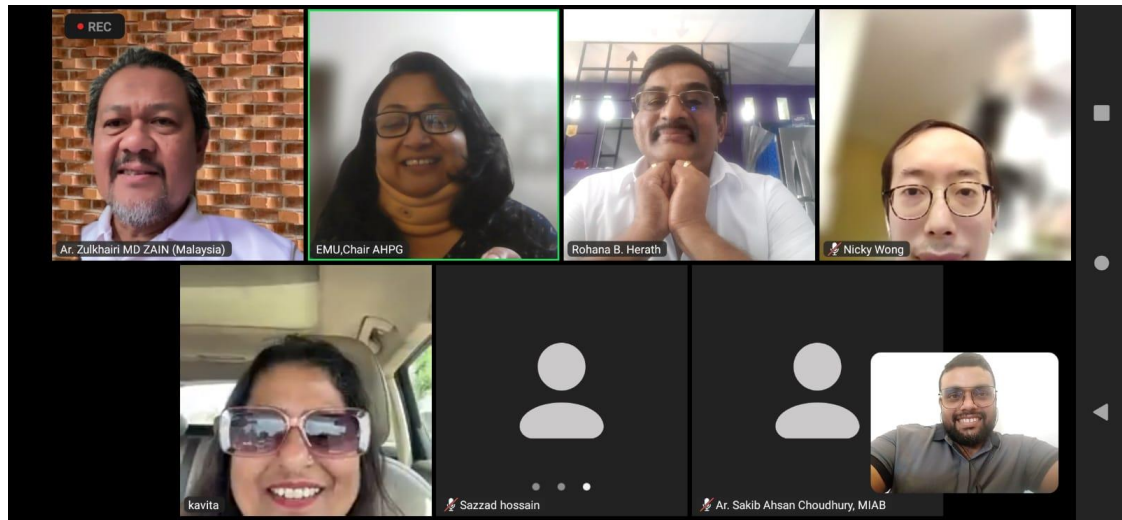 REC
Ar. Zulkhairi MD ZAIN (Malaysia)
EMU,Chair AHPG
Rohana B. Herath
Nicky Wong
kavita
Sazzad hossain
Ar. Sakib Ahsan Choudhury, MIAB